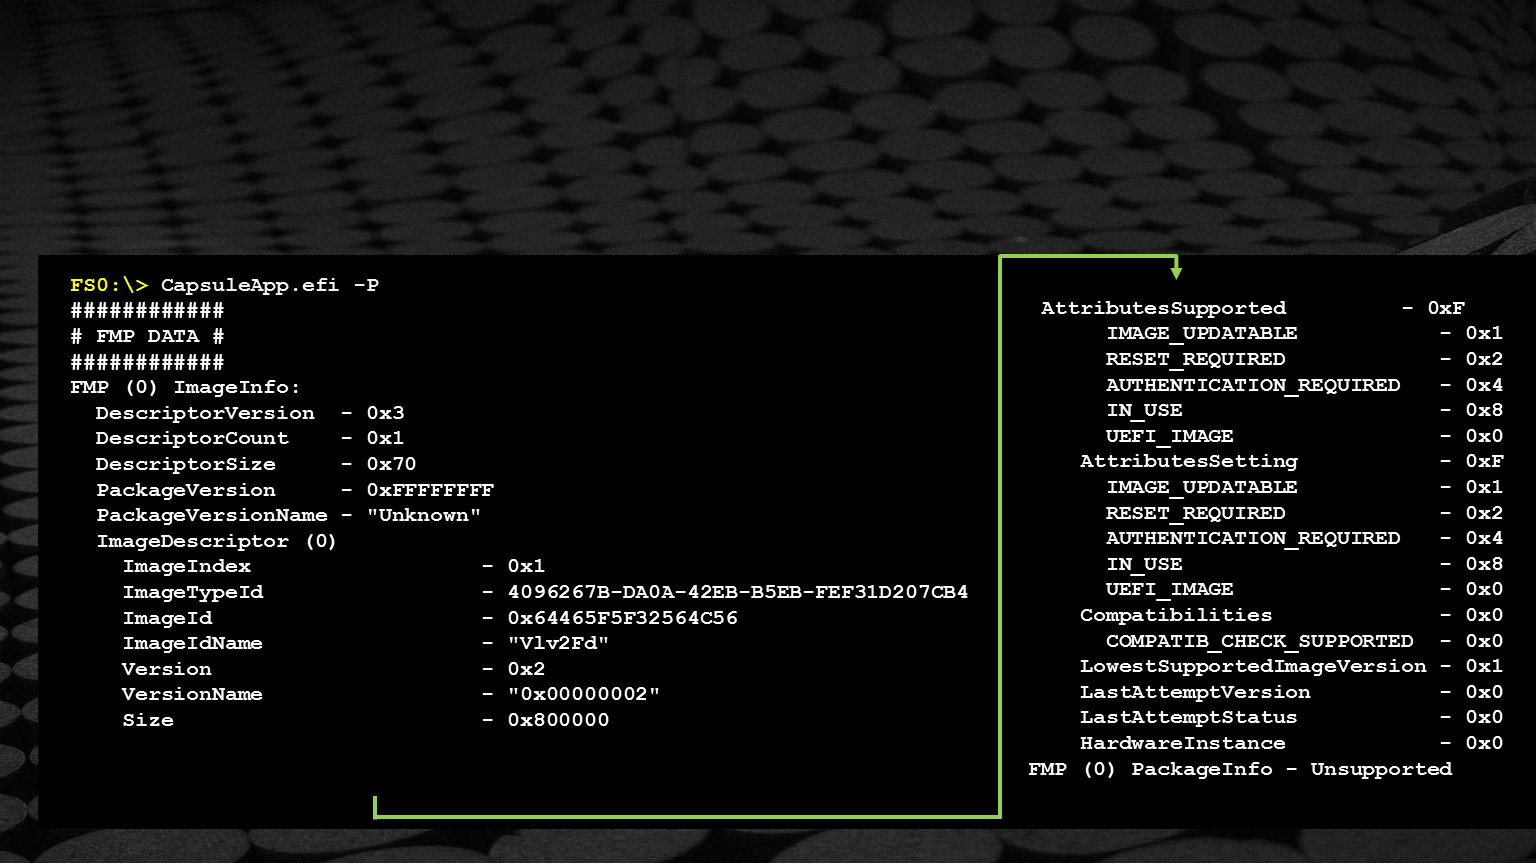 FS0:\> CapsuleApp.efi -P
############
# FMP DATA #
############
FMP (0) ImageInfo:
DescriptorVersion - 0x3
DescriptorCount - 0x1
DescriptorSize - 0x70
PackageVersion - 0xFFFFFFFF
PackageVersionName - "Unknown"
ImageDescriptor (0)
ImageIndex - 0x1
ImageTypeId - 4096267B-DA0A-42EB-B5EB-FEF31D207CB4
ImageId - 0x64465F5F32564C56
ImageIdName - "Vlv2Fd"
Version - 0x2
VersionName - "0x00000002"
Size - 0x800000
AttributesSupported - 0xF
IMAGE_UPDATABLE - 0x1
RESET_REQUIRED - 0x2
AUTHENTICATION_REQUIRED - 0x4
IN_USE - 0x8
UEFI_IMAGE - 0x0
AttributesSetting - 0xF
IMAGE_UPDATABLE - 0x1
RESET_REQUIRED - 0x2
AUTHENTICATION_REQUIRED - 0x4
IN_USE - 0x8
UEFI_IMAGE - 0x0
Compatibilities - 0x0
COMPATIB_CHECK_SUPPORTED - 0x0
LowestSupportedImageVersion - 0x1
LastAttemptVersion - 0x0
LastAttemptStatus - 0x0
HardwareInstance - 0x0
FMP (0) PackageInfo - Unsupported